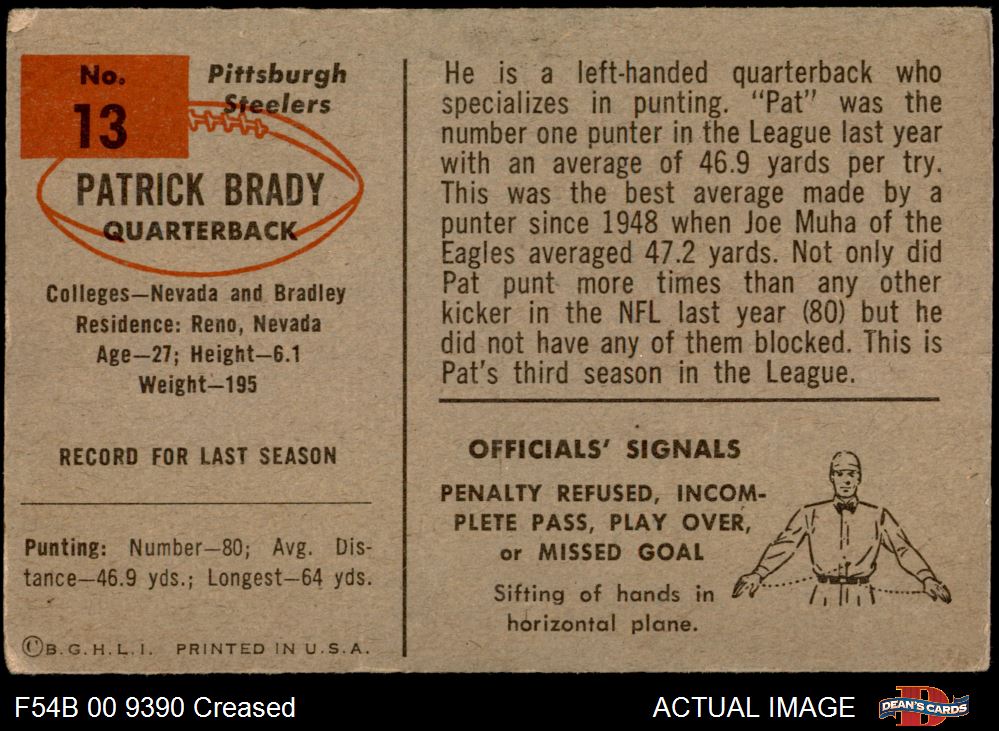 No.
13
Pittsburgh
Steelers
PATRICK BRADY
QUARTERBACK
Colleges—Nevada and Bradley
Residence: Reno, Nevada
Age—27; Height—6.1
Weight—195
RECORD FOR LAST SEASON
Punting: Number—80; Avg. Dis-
tance—46.9 yds.; Longest—64 yds.
©B.G.H.L.I. PRINTED IN U.S.A.
He is a left-handed quarterback who
specializes in punting. “Pat” was the
number one punter in the League last year
with an average of 46.9 yards per try.
This was the best average made by a
punter since 1948 when Joe Muha of the
Eagles averaged 47.2 yards. Not only did
Pat punt more times than any other
kicker in the NFL last year (80) but he
did not have any of them blocked. This is
Pat's third season in the League.
OFFICIALS' SIGNALS
PENALTY REFUSED, INCOM-
PLETE PASS, PLAY OVER,
or MISSED GOAL
Sifting of hands in
horizontal plane.
F54B 00 9390 Creased
ACTUAL IMAGE
D
DEAN'S CARDS